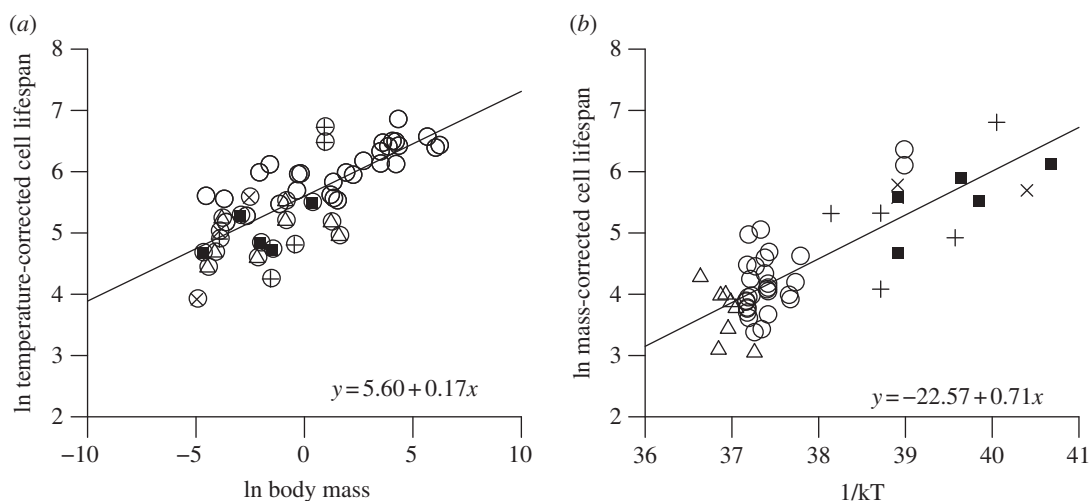 (a)
8
7
6
5
4
3
2
ln temperature-corrected cell lifespan
y = 5.60 + 0.17x
−10 −5 0 5 10
ln body mass
(b)
8
7
6
5
4
3
2
ln mass-corrected cell lifespan
y = −22.57 + 0.71x
36 37 38 39 40 41
1/kT